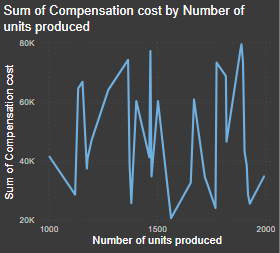 Sum of Compensation cost by Number of
units produced
Sum of Compensation cost
80K
60K
40K
20K
1000
1500
2000
Number of units produced